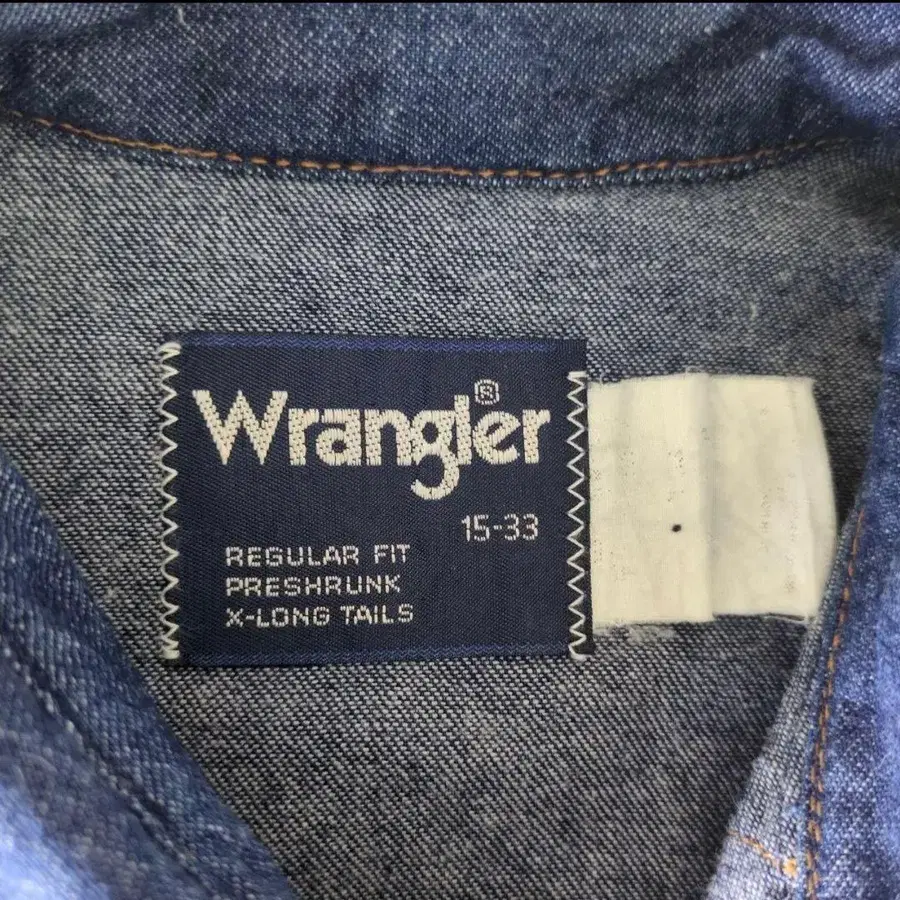 Wrangler®
15-33
REGULAR FIT
PRESHRUNK
X-LONG TAILS